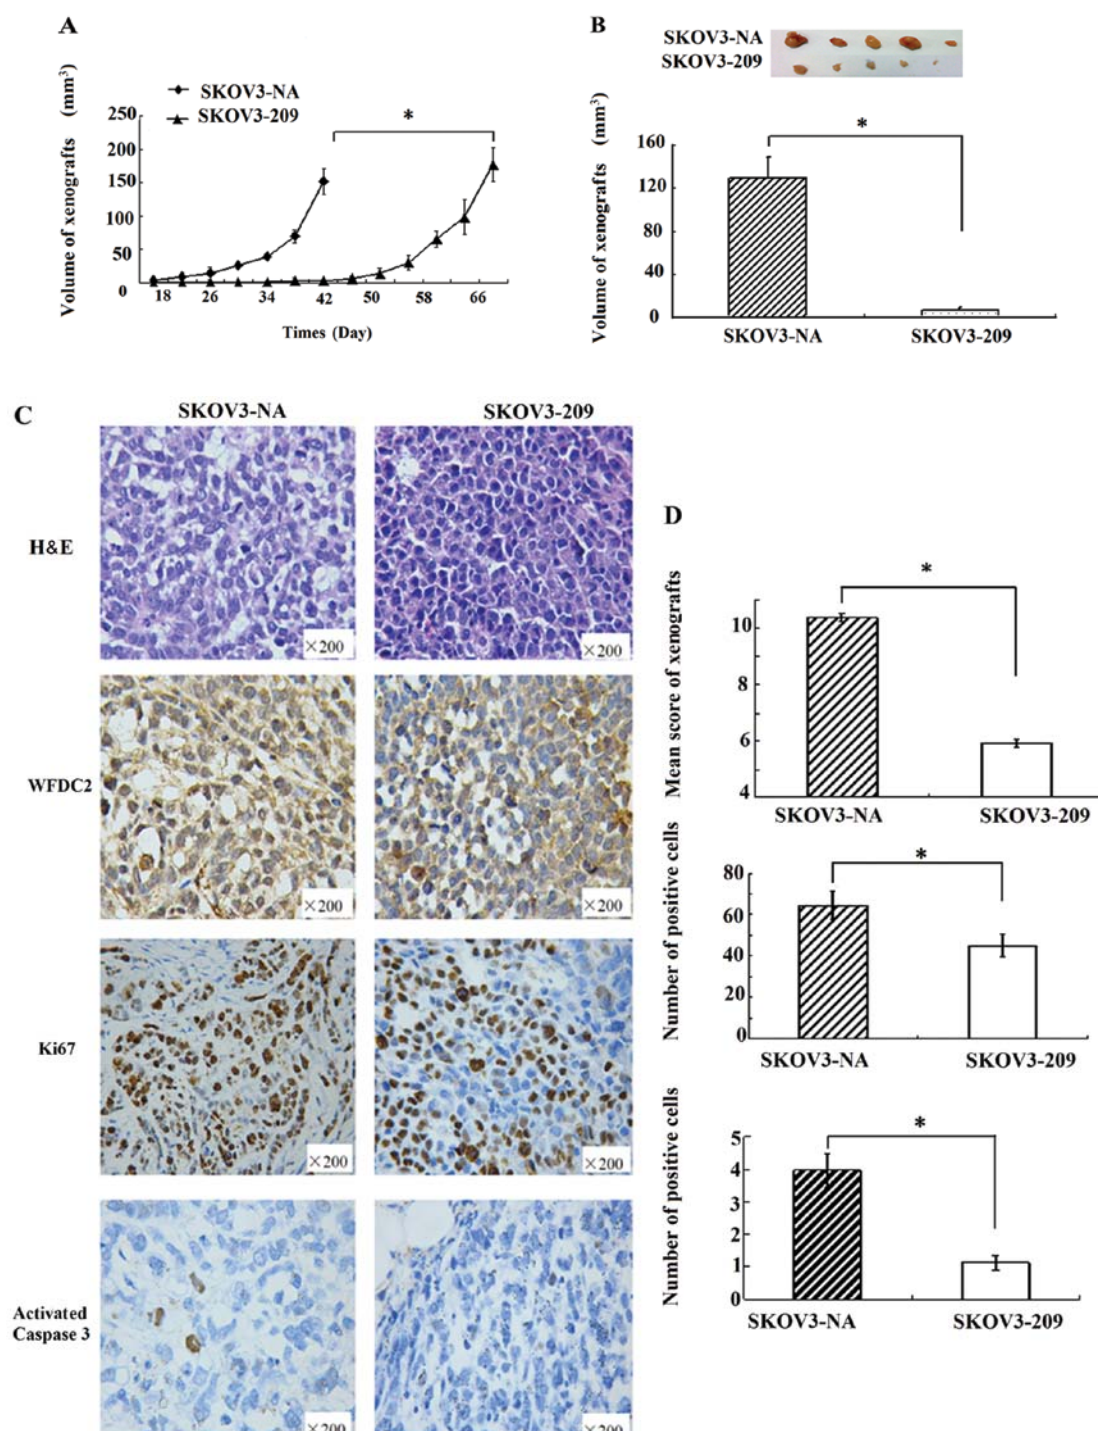 A
SKOV3-NA
SKOV3-209
*
Volume of xenografts (mm³)
250
200
150
100
50
0
18 26 34 42 50 58 66
Times (Day)
B
SKOV3-NA
SKOV3-209
*
Volume of xenografts (mm³)
160
120
80
40
0
SKOV3-NA SKOV3-209
C
SKOV3-NA SKOV3-209
H&E
×200 ×200
WFDC2
×200 ×200
Ki67
×200 ×200
Activated
Caspase 3
×200 ×200
D
Mean score of xenografts
*
10
8
6
4
SKOV3-NA SKOV3-209
Number of positive cells
*
80
60
40
20
0
SKOV3-NA SKOV3-209
Number of positive cells
*
5
4
3
2
1
0
SKOV3-NA SKOV3-209